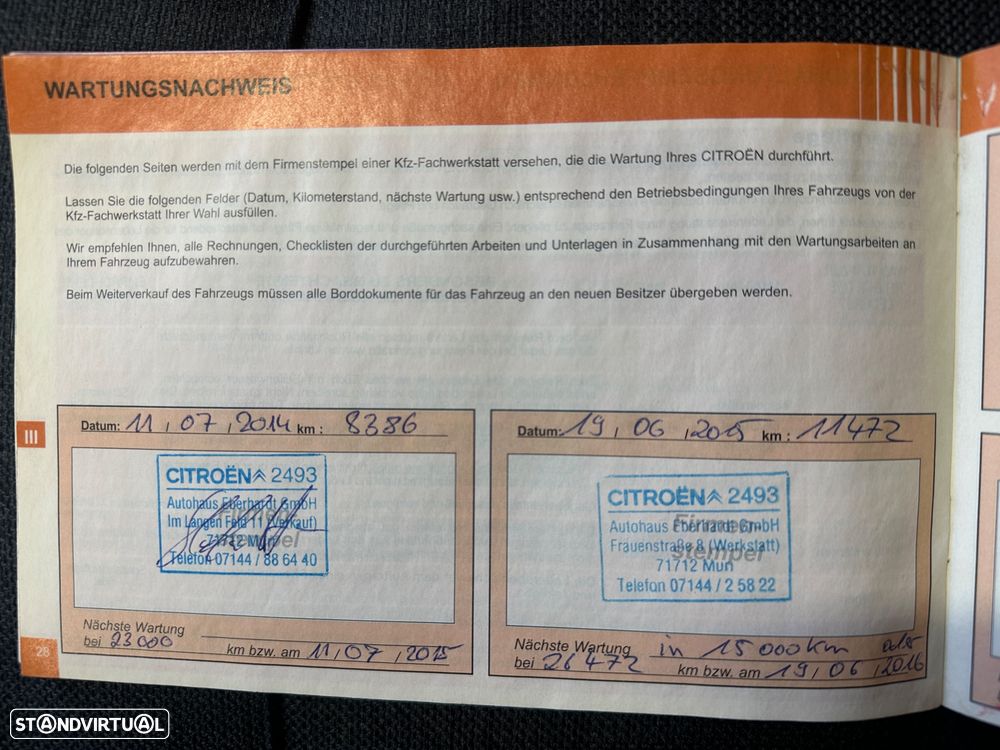 WARTUNGSNACHWEIS
Die folgenden Seiten werden mit dem Firmenstempel einer Kfz-Fachwerkstatt versehen, die die Wartung Ihres CITROËN durchführt.
Lassen Sie die folgenden Felder (Datum, Kilometerstand, nächste Wartung usw.) entsprechend den Betriebsbedingungen Ihres Fahrzeugs von der
Kfz-Fachwerkstatt Ihrer Wahl ausfüllen.
Wir empfehlen Ihnen, alle Rechnungen, Checklisten der durchgeführten Arbeiten und Unterlagen in Zusammenhang mit den Wartungsarbeiten an
Ihrem Fahrzeug aufzubewahren.
Beim Weiterverkauf des Fahrzeugs müssen alle Borddokumente für das Fahrzeug an den neuen Besitzer übergeben werden.
III
Datum: 11 / 07 / 2014 km : 8386
CITROËN 2493
Autohaus Eberhardt GmbH
Im Langen Feld 11 (Verkauf)
71712 Murr
Telefon 07144 / 88 64 40
Nächste Wartung
bei 23000 km bzw. am 11 / 07 / 2015
Datum: 19 / 06 / 2015 km : 11472
CITROËN 2493
Autohaus Eberhardt GmbH
Firmen-
Frauenstraße 8 (Werkstatt)
stempel
71712 Murr
Telefon 07144 / 2 58 22
Nächste Wartung in 15000km
bei 26472 km bzw. am 19 / 06 / 2016
28
STANDVIRTUAL